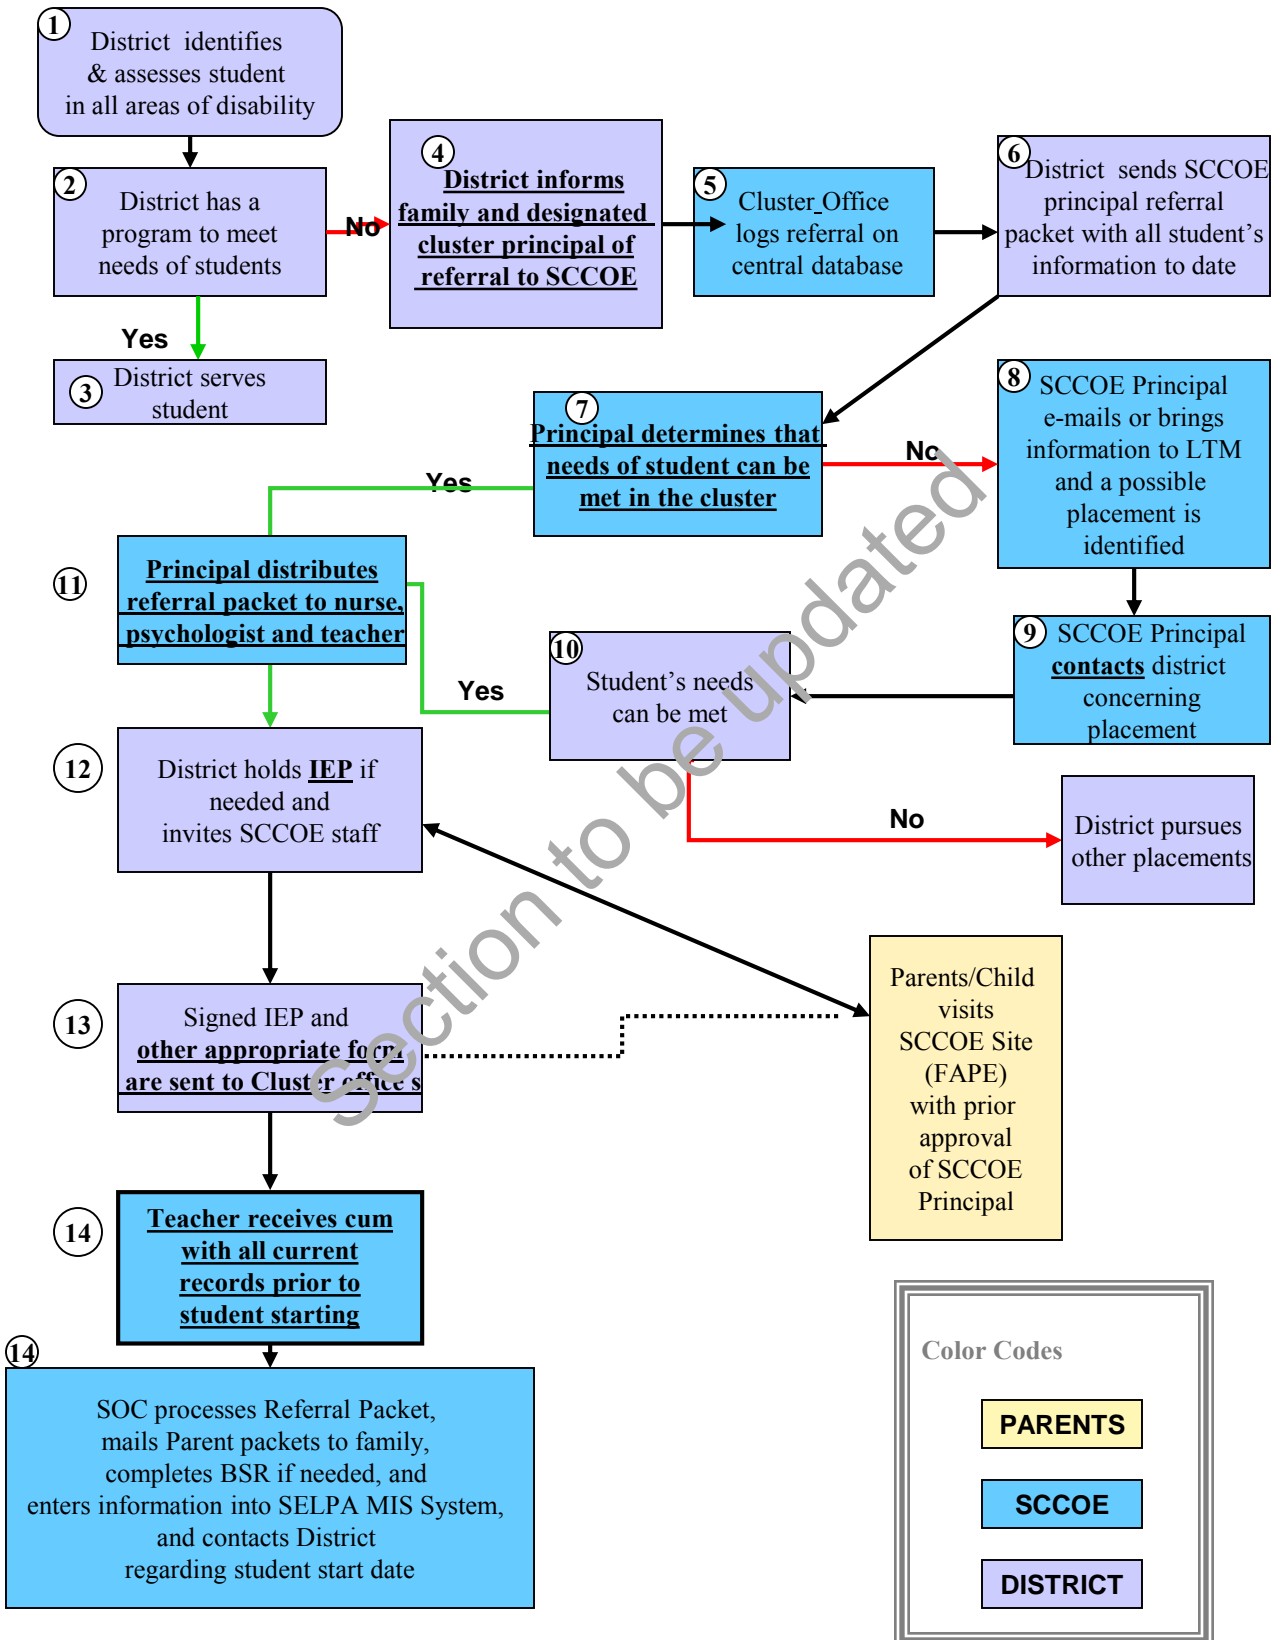 1
District identifies
& assesses student
in all areas of disability
2
District has a
program to meet
needs of students
No
Yes
3
District serves
student
4
District informs
family and designated
cluster principal of
referral to SCCOE
5
Cluster Office
logs referral on
central database
6
District sends SCCOE
principal referral
packet with all student's
information to date
7
Principal determines that
needs of student can be
met in the cluster
No
Yes
8
SCCOE Principal
e-mails or brings
information to LTM
and a possible
placement is
identified
9
SCCOE Principal
contacts district
concerning
placement
10
Student's needs
can be met
Yes
No
District pursues
other placements
11
Principal distributes
referral packet to nurse,
psychologist and teacher
12
District holds IEP if
needed and
invites SCCOE staff
Parents/Child
visits
SCCOE Site
(FAPE)
with prior
approval
of SCCOE
Principal
13
Signed IEP and
other appropriate form
are sent to Cluster office s
14
Teacher receives cum
with all current
records prior to
student starting
14
SOC processes Referral Packet,
mails Parent packets to family,
completes BSR if needed, and
enters information into SELPA MIS System,
and contacts District
regarding student start date
Color Codes
PARENTS
SCCOE
DISTRICT
Section to be updated